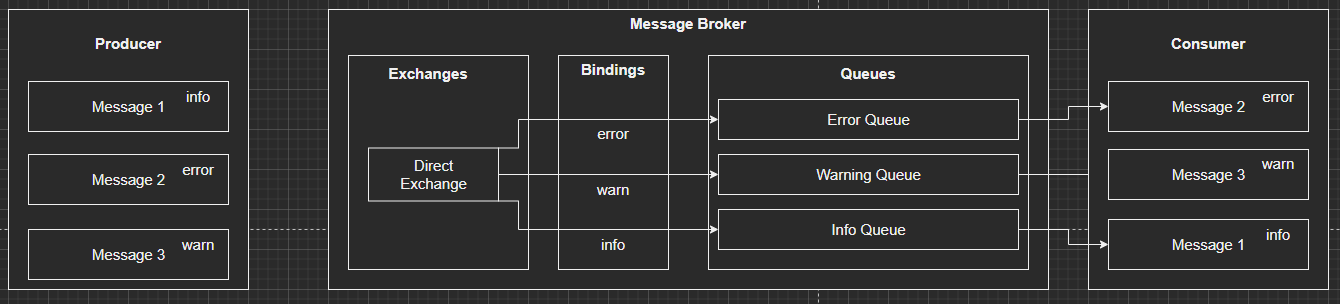 Producer
Message 1
info
Message 2
error
Message 3
warn
Message Broker
Exchanges
Direct
Exchange
Bindings
error
warn
info
Queues
Error Queue
Warning Queue
Info Queue
Consumer
Message 2
error
Message 3
warn
Message 1
info